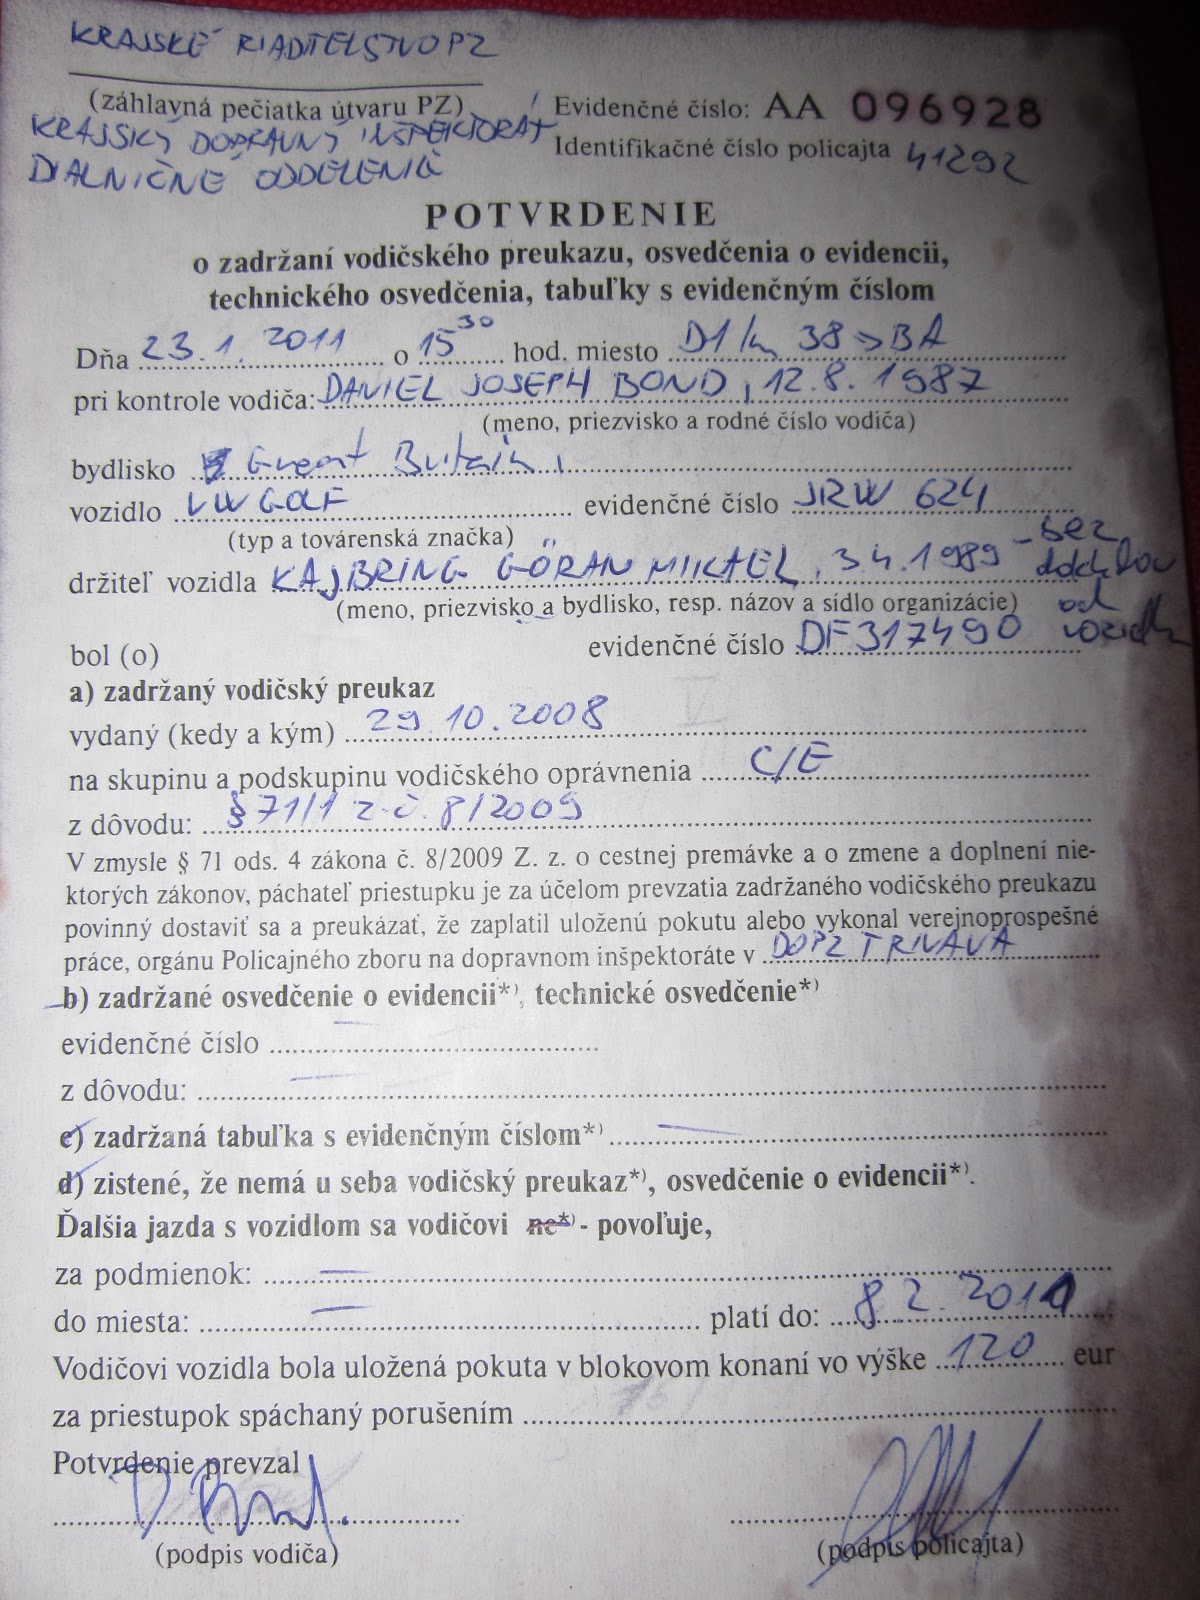 KRAJSKÉ RIADITELSTVO PZ
(záhlavná pečiatka útvaru PZ)
Evidenčné číslo: AA 096928
KRAJSKÝ DOPRAVNÝ INŠPEKTORÁT
Identifikačné číslo policajta 41292
DIALNIČNÉ ODDELENIE
POTVRDENIE
o zadržaní vodičského preukazu, osvedčenia o evidencii,
technického osvedčenia, tabuľky s evidenčným číslom
Dňa 23.1.2011 o 15 30 hod. miesto D1 km 38 -> BA
pri kontrole vodiča: DANIEL JOSEPH BOND, 12.8.1987
(meno, priezvisko a rodné číslo vodiča)
bydlisko Great Britain,
vozidlo VW GOLF evidenčné číslo JRW 624
(typ a továrenská značka)
držiteľ vozidla KAJBRING GÖRAN MIKAEL, 3.4.1989 - bez dokladov
(meno, priezvisko a bydlisko, resp. názov a sídlo organizácie) od vozidla
bol (o) evidenčné číslo DF317490
a) zadržaný vodičský preukaz
vydaný (kedy a kým) 29.10.2008
na skupinu a podskupinu vodičského oprávnenia C/E
z dôvodu: § 71/1 z.č. 8/2009
V zmysle § 71 ods. 4 zákona č. 8/2009 Z. z. o cestnej premávke a o zmene a doplnení nie-
ktorých zákonov, páchateľ priestupku je za účelom prevzatia zadržaného vodičského preukazu
povinný dostaviť sa a preukázať, že zaplatil uloženú pokutu alebo vykonal verejnoprospešné
práce, orgánu Policajného zboru na dopravnom inšpektoráte v DOPZ TRNAVA
b) zadržané osvedčenie o evidencii*), technické osvedčenie*)
evidenčné číslo
z dôvodu:
c) zadržaná tabuľka s evidenčným číslom*)
d) zistené, že nemá u seba vodičský preukaz*), osvedčenie o evidencii*).
Ďalšia jazda s vozidlom sa vodičovi ne*) - povoľuje,
za podmienok:
do miesta: platí do: 8 2. 2011
Vodičovi vozidla bola uložená pokuta v blokovom konaní vo výške 120 eur
za priestupok spáchaný porušením
Potvrdenie prevzal
(podpis vodiča)
(podpis policajta)